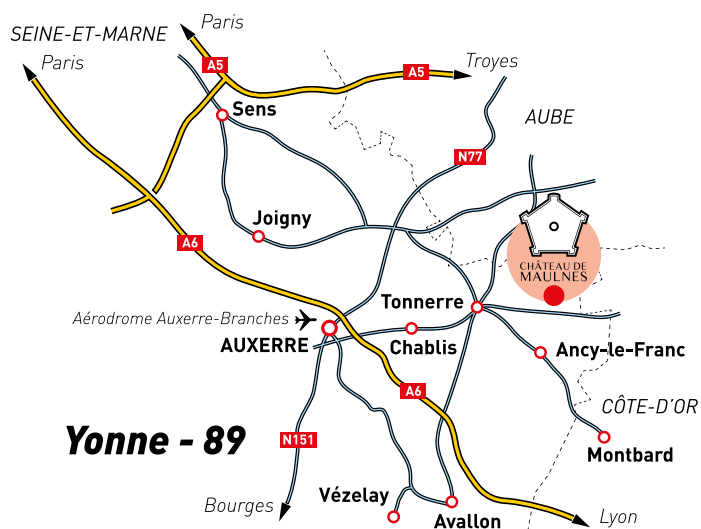 Paris
SEINE-ET-MARNE
Paris
A5
A5
Troyes
Sens
AUBE
N77
Joigny
A6
CHÂTEAU DE
MAULNES
Tonnerre
Aérodrome Auxerre-Branches
AUXERRE
Chablis
Ancy-le-Franc
A6
CÔTE-D'OR
Yonne - 89
N151
Montbard
Vézelay
Bourges
Avallon
Lyon